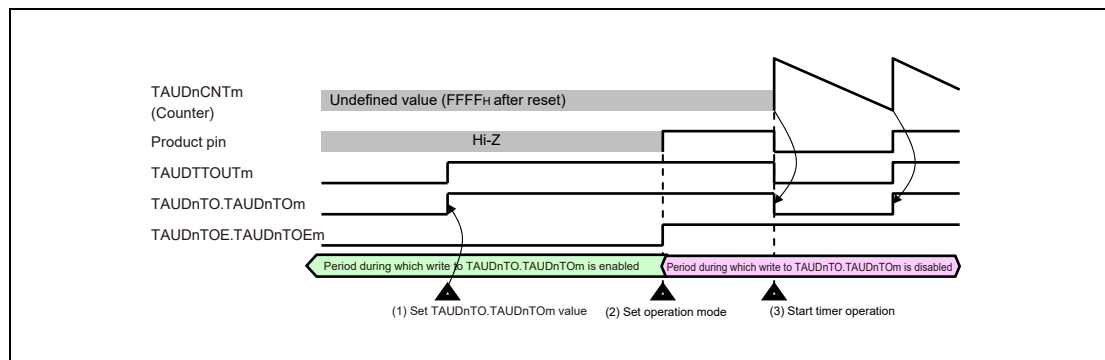 TAUDnCNTm
(Counter)
Undefined value (FFFFH after reset)
Product pin
Hi-Z
TAUDTTOUTm
TAUDnTO.TAUDnTOm
TAUDnTOE.TAUDnTOEm
Period during which write to TAUDnTO.TAUDnTOm is enabled
Period during which write to TAUDnTO.TAUDnTOm is disabled
(1) Set TAUDnTO.TAUDnTOm value
(2) Set operation mode
(3) Start timer operation